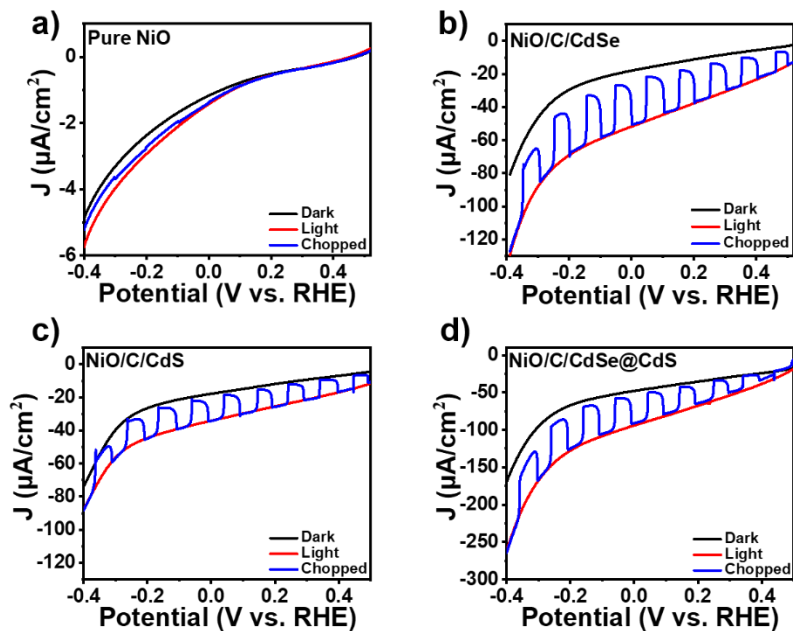 a)
Pure NiO
J (µA/cm²)
0
-2
-4
-6
-0.4
-0.2
0.0
0.2
0.4
Potential (V vs. RHE)
Dark
Light
Chopped
b)
NiO/C/CdSe
J (µA/cm²)
-20
-40
-60
-80
-100
-120
-0.4
-0.2
0.0
0.2
0.4
Potential (V vs. RHE)
Dark
Light
Chopped
c)
NiO/C/CdS
J (µA/cm²)
0
-20
-40
-60
-80
-100
-120
-0.4
-0.2
0.0
0.2
0.4
Potential (V vs. RHE)
Dark
Light
Chopped
d)
NiO/C/CdSe@CdS
J (µA/cm²)
0
-50
-100
-150
-200
-250
-300
-0.4
-0.2
0.0
0.2
0.4
Potential (V vs. RHE)
Dark
Light
Chopped